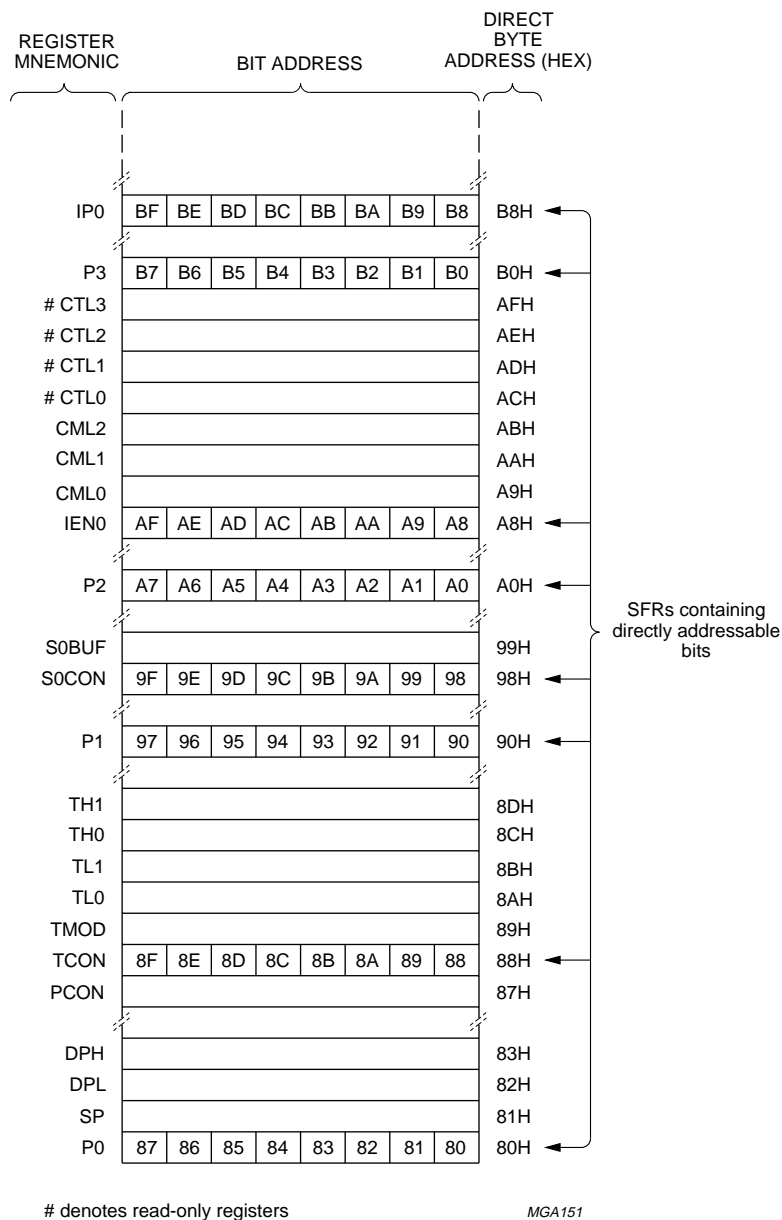 REGISTER
MNEMONIC
BIT ADDRESS
DIRECT
BYTE
ADDRESS (HEX)
IP0 BF BE BD BC BB BA B9 B8 B8H
P3 B7 B6 B5 B4 B3 B2 B1 B0 B0H
# CTL3 AFH
# CTL2 AEH
# CTL1 ADH
# CTL0 ACH
CML2 ABH
CML1 AAH
CML0 A9H
IEN0 AF AE AD AC AB AA A9 A8 A8H
P2 A7 A6 A5 A4 A3 A2 A1 A0 A0H
S0BUF 99H
S0CON 9F 9E 9D 9C 9B 9A 99 98 98H
P1 97 96 95 94 93 92 91 90 90H
TH1 8DH
TH0 8CH
TL1 8BH
TL0 8AH
TMOD 89H
TCON 8F 8E 8D 8C 8B 8A 89 88 88H
PCON 87H
DPH 83H
DPL 82H
SP 81H
P0 87 86 85 84 83 82 81 80 80H
SFRs containing
directly addressable
bits
# denotes read-only registers
MGA151